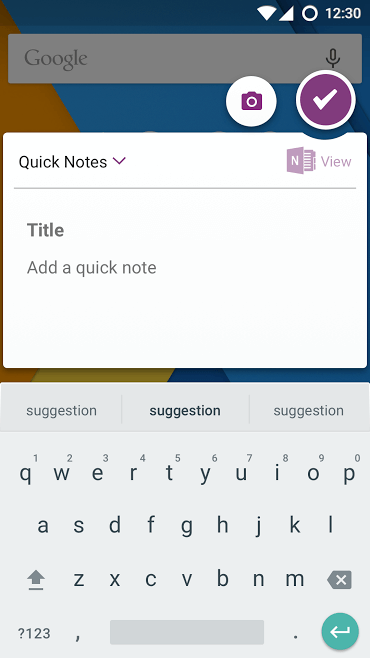 12:30
Google
Quick Notes
N View
Title
Add a quick note
suggestion suggestion suggestion
1 2 3 4 5 6 7 8 9 0
q w e r t y u i o p
a s d f g h j k l
z x c v b n m
?123 , .